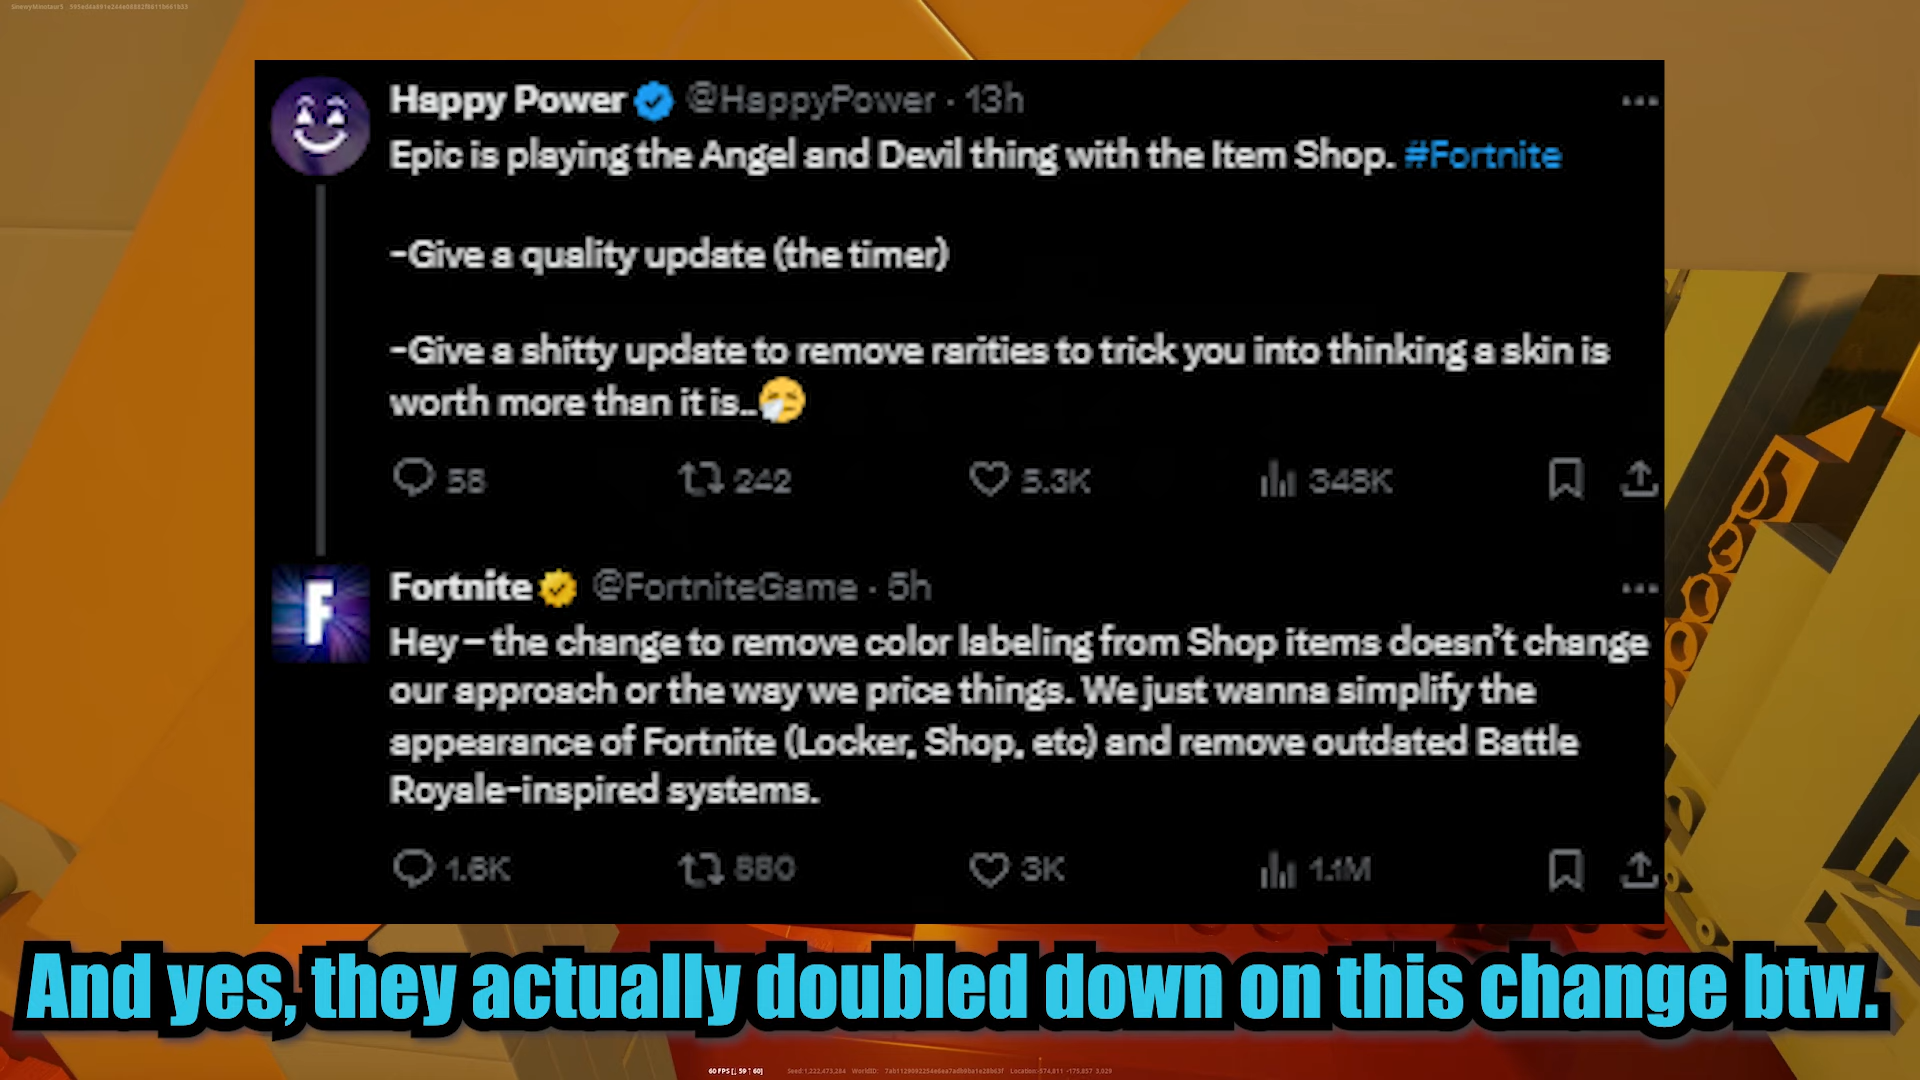 Happy Power @HappyPower · 13h
Epic is playing the Angel and Devil thing with the Item Shop. #Fortnite
-Give a quality update (the timer)
-Give a shitty update to remove rarities to trick you into thinking a skin is
worth more than it is..
58 242 5.3K 348K
F
Fortnite @FortniteGame · 5h
Hey – the change to remove color labeling from Shop items doesn't change
our approach or the way we price things. We just wanna simplify the
appearance of Fortnite (Locker, Shop, etc) and remove outdated Battle
Royale-inspired systems.
1.6K 880 3K 1.1M
And yes, they actually doubled down on this change btw.
60 FPS [ 59 60]